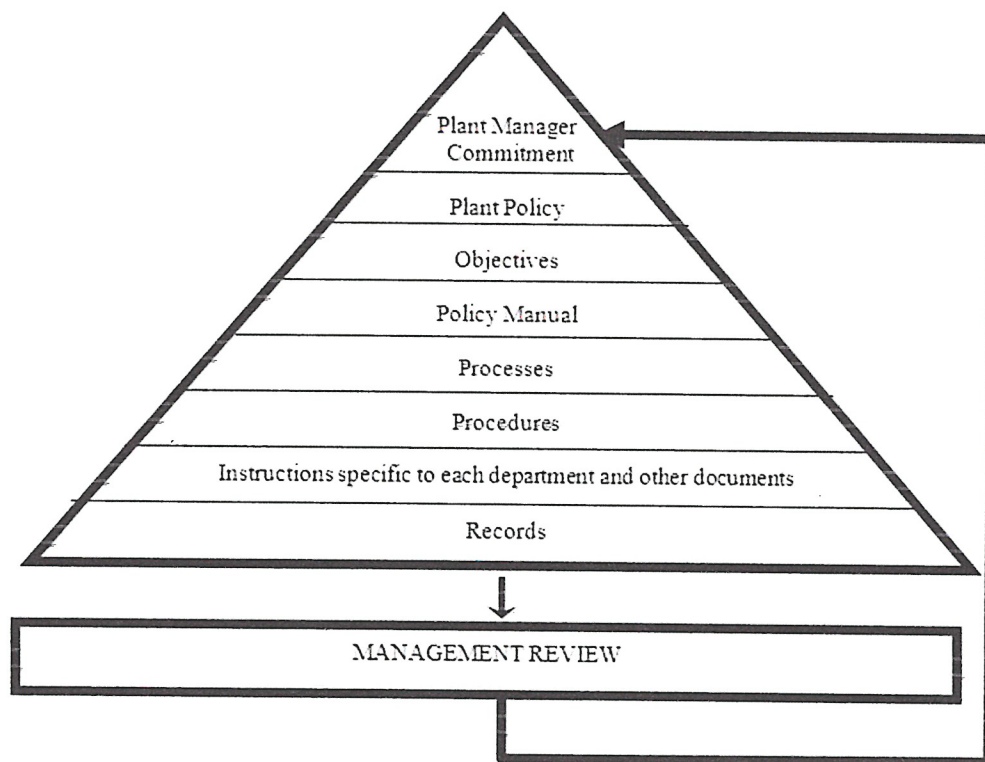 Plant Manager
Commitment
Plant Policy
Objectives
Policy Manual
Processes
Procedures
Instructions specific to each department and other documents
Records
MANAGEMENT REVIEW